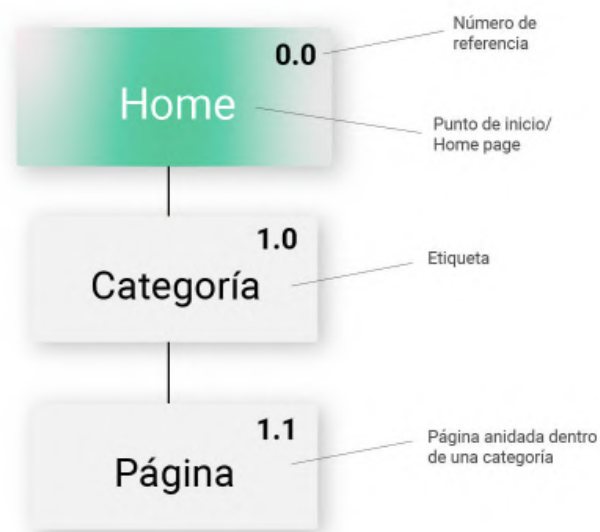 Número de
referencia
0.0
Home
Punto de inicio/
Home page
1.0
Categoría
Etiqueta
1.1
Página
Página anidada dentro
de una categoría